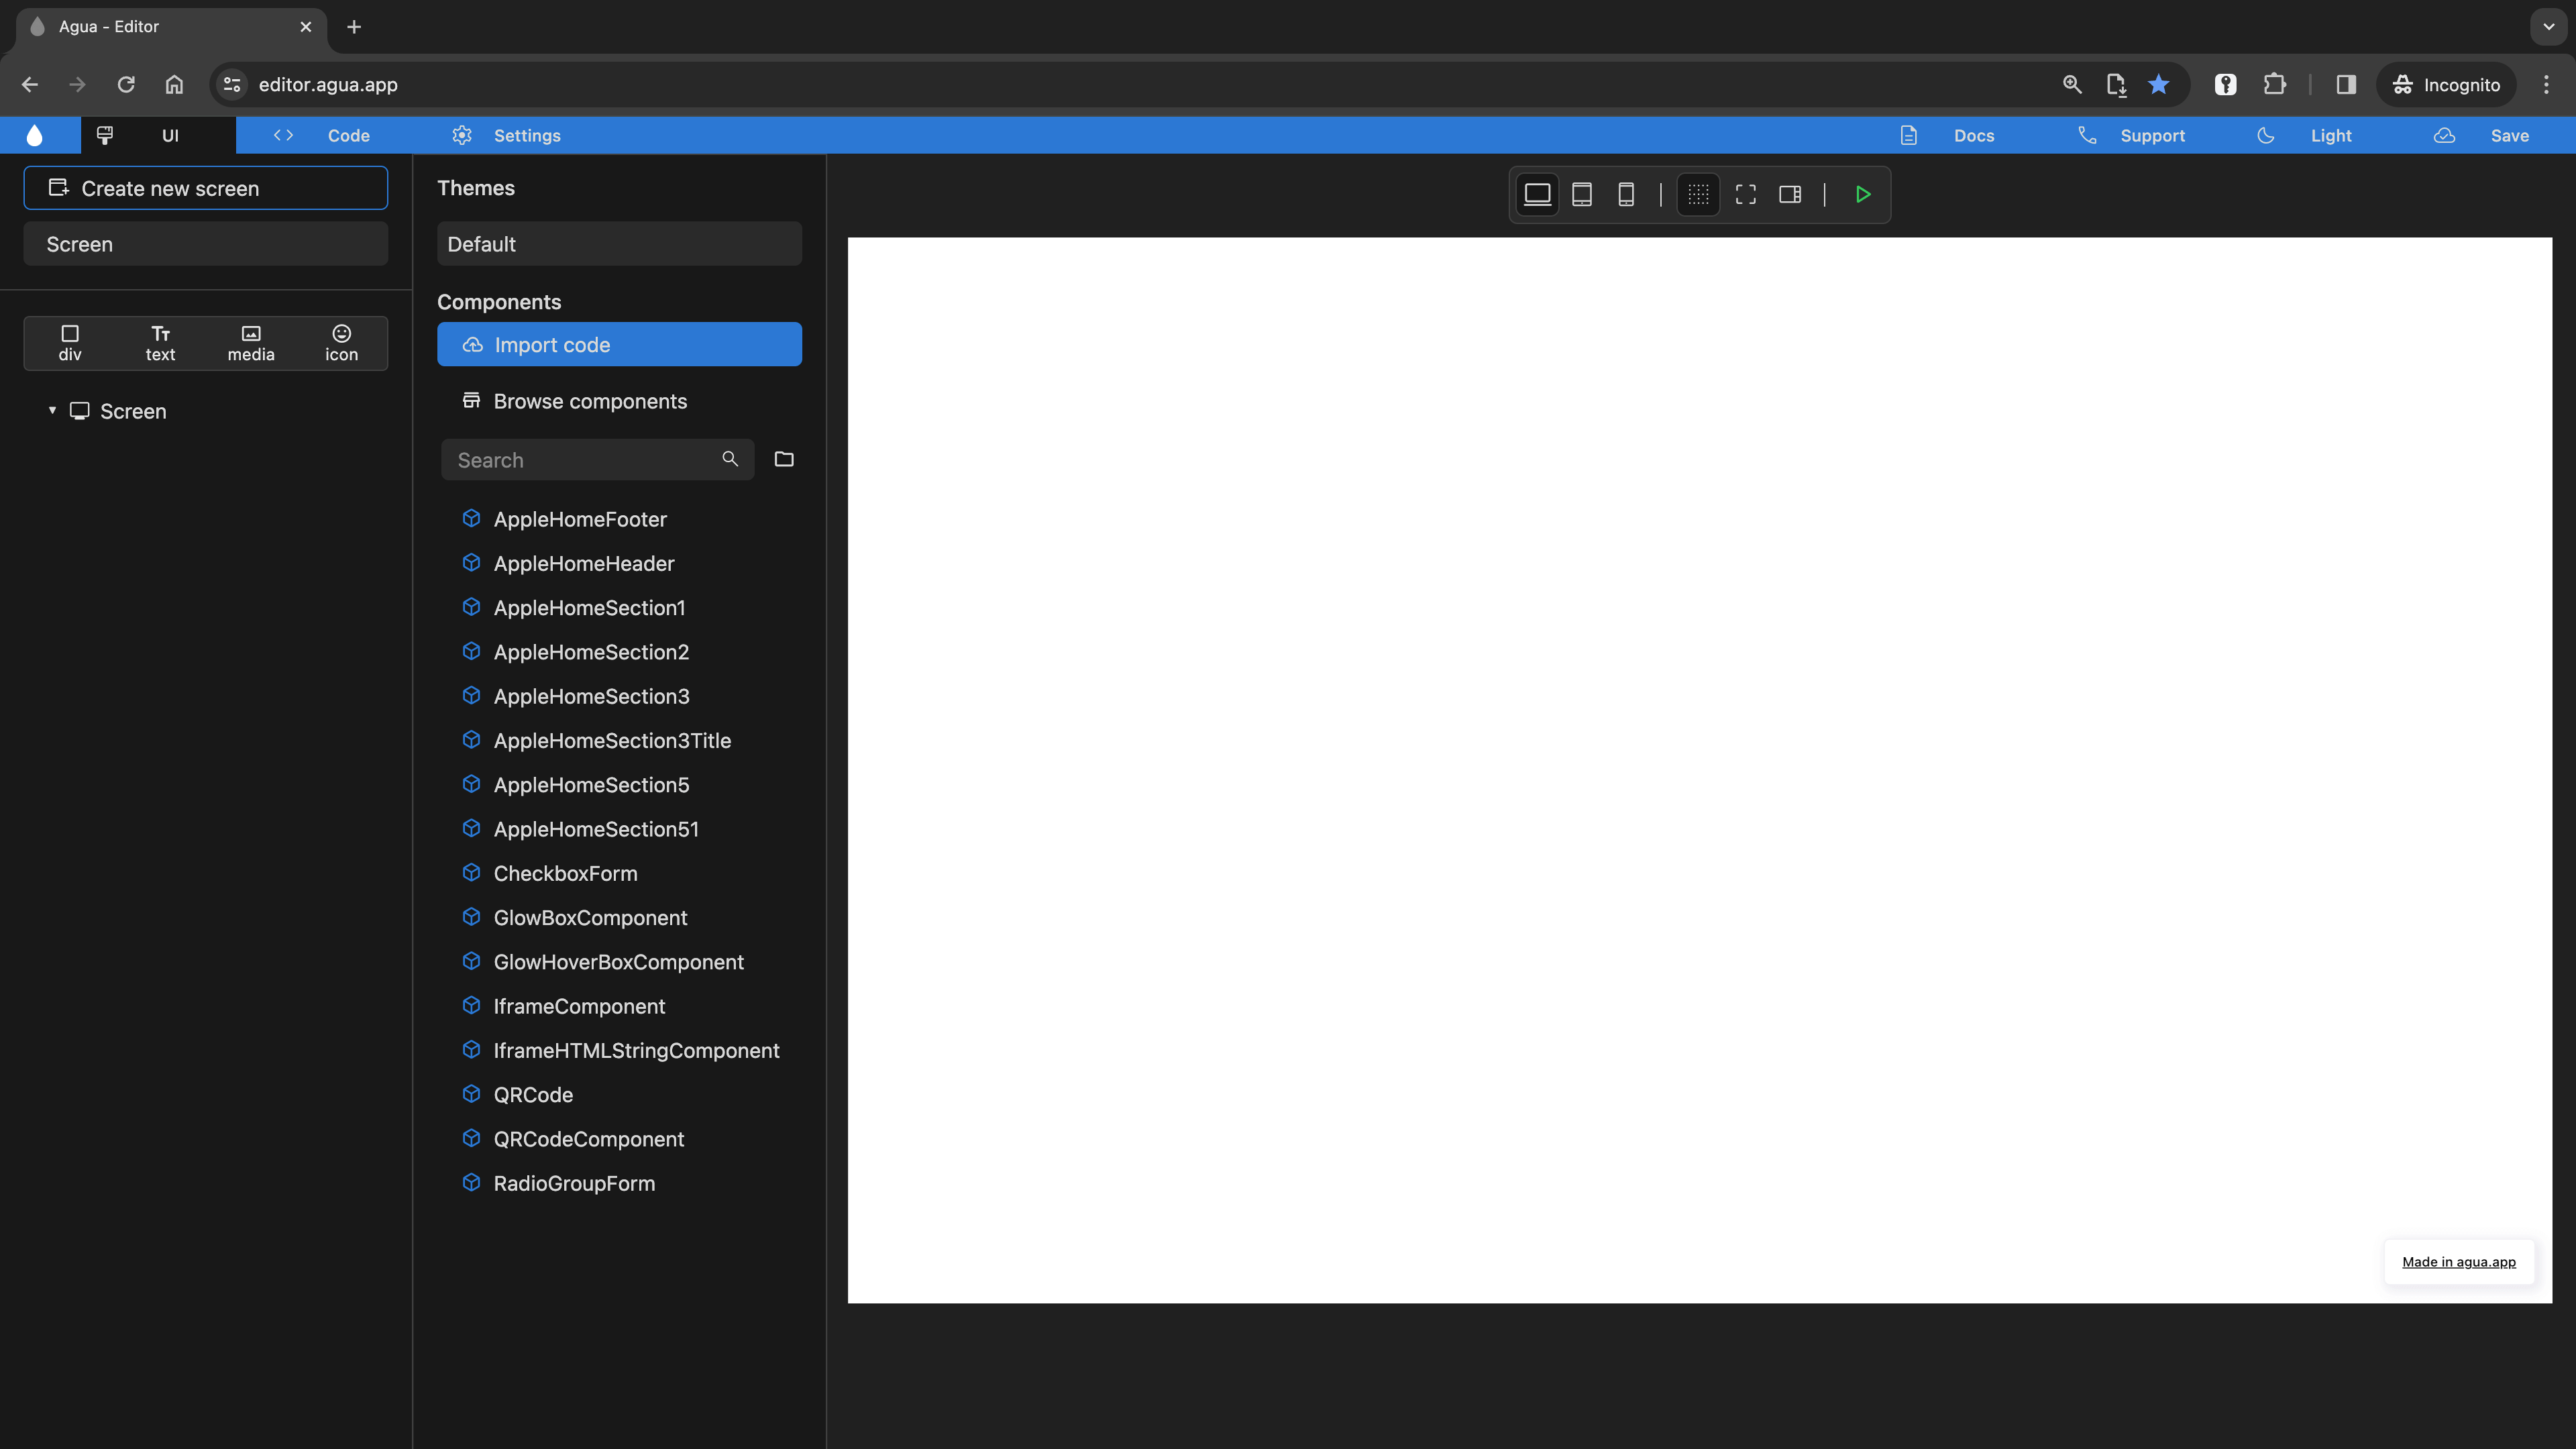 Agua - Editor
editor.agua.app
Incognito
UI
Code
Settings
Docs
Support
Light
Save
Create new screen
Screen
div
text
media
icon
Screen
Themes
Default
Components
Import code
Browse components
Search
AppleHomeFooter
AppleHomeHeader
AppleHomeSection1
AppleHomeSection2
AppleHomeSection3
AppleHomeSection3Title
AppleHomeSection5
AppleHomeSection51
CheckboxForm
GlowBoxComponent
GlowHoverBoxComponent
IframeComponent
IframeHTMLStringComponent
QRCode
QRCodeComponent
RadioGroupForm
Made in agua.app